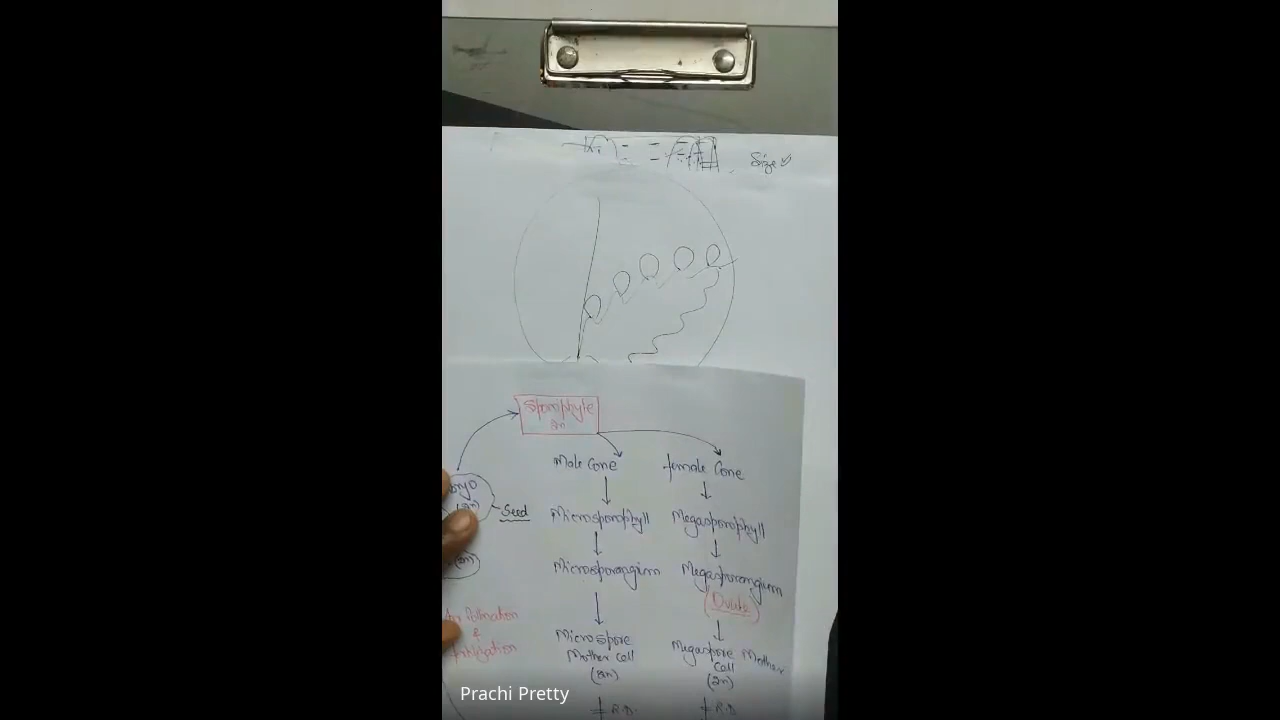 Size
Sporophyte
2n
Male Cone
female Cone
Seed
Microsporophyll
Megasporophyll
Microsporangium
Megasporangium
(Ovule)
(2n)
&
Microspore
Mother Cell
(2n)
Megaspore Mother
Cell
(2n)
R.D.
R.D
Prachi Pretty